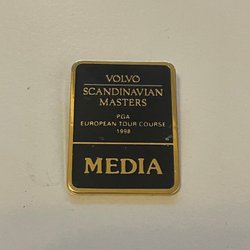 VOLVO
SCANDINAVIAN
MASTERS
PGA
EUROPEAN TOUR COURSE
1998
MEDIA